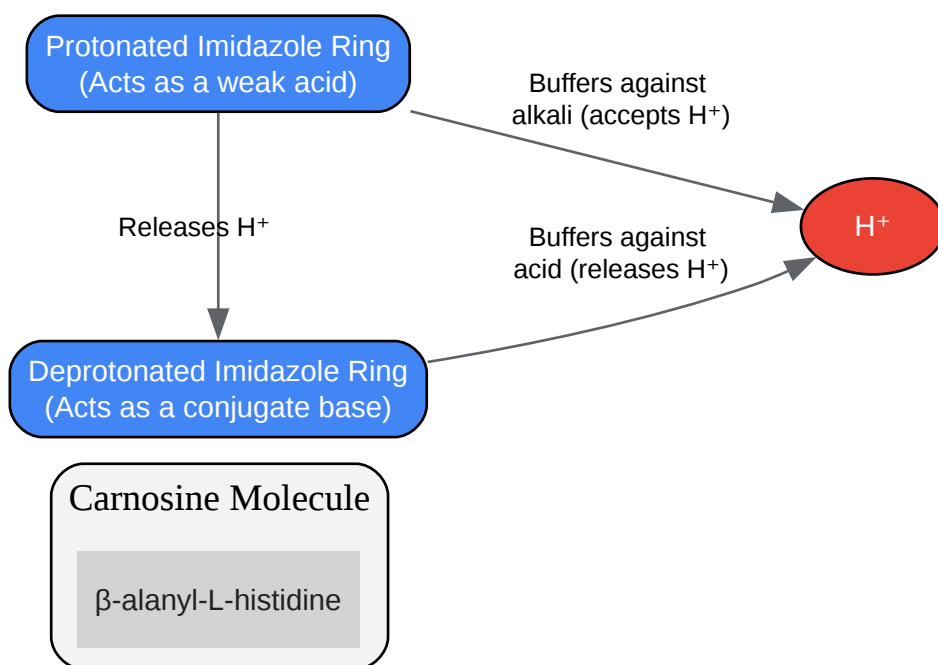 Protonated Imidazole Ring
(Acts as a weak acid)
Buffers against
alkali (accepts H⁺)
Releases H⁺
H⁺
Buffers against
acid (releases H⁺)
Deprotonated Imidazole Ring
(Acts as a conjugate base)
Carnosine Molecule
β-alanyl-L-histidine